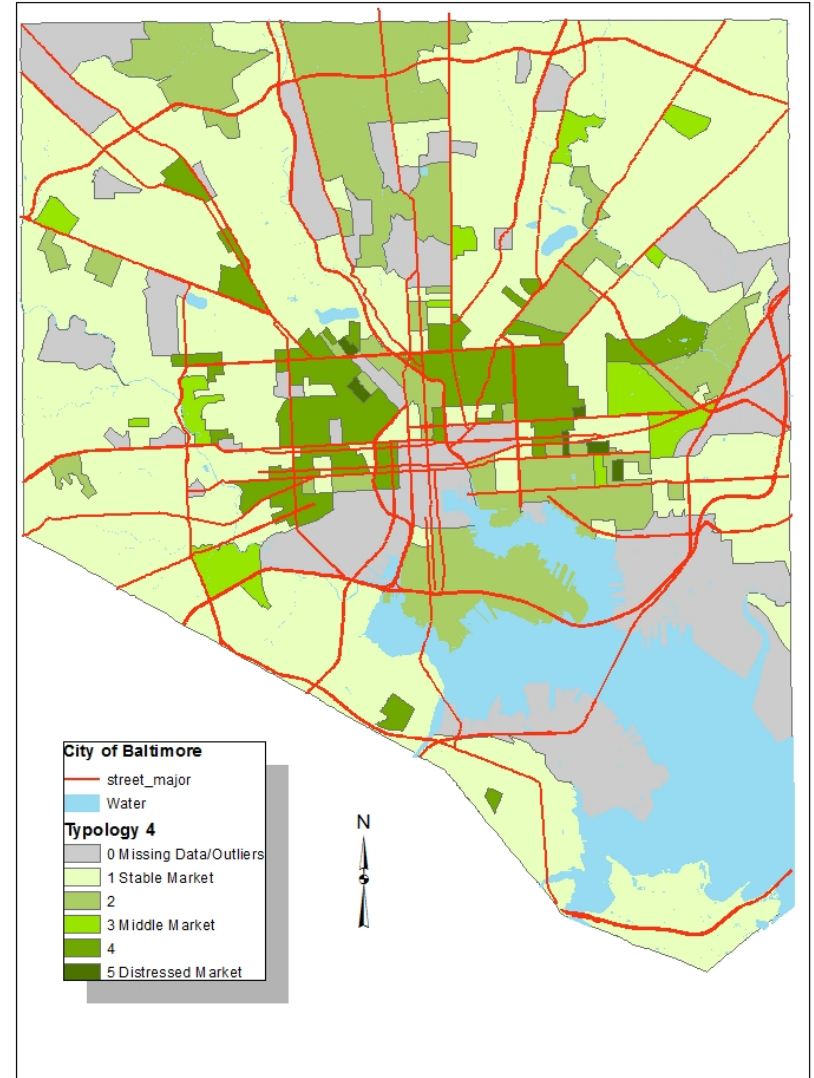 N
City of Baltimore
street_major
Water
Typology 4
0 Missing Data/Outliers
1 Stable Market
2
3 Middle Market
4
5 Distressed Market